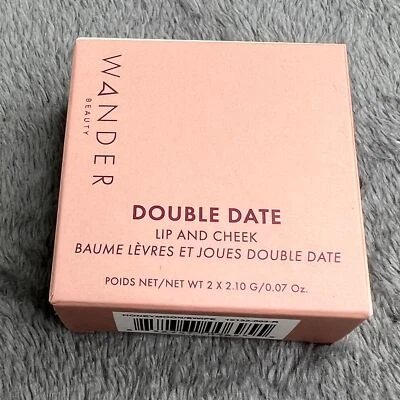 WANDER
BEAUTY
DOUBLE DATE
LIP AND CHEEK
BAUME LÈVRES ET JOUES DOUBLE DATE
POIDS NET/NET WT 2 X 2.10 G/0.07 Oz.